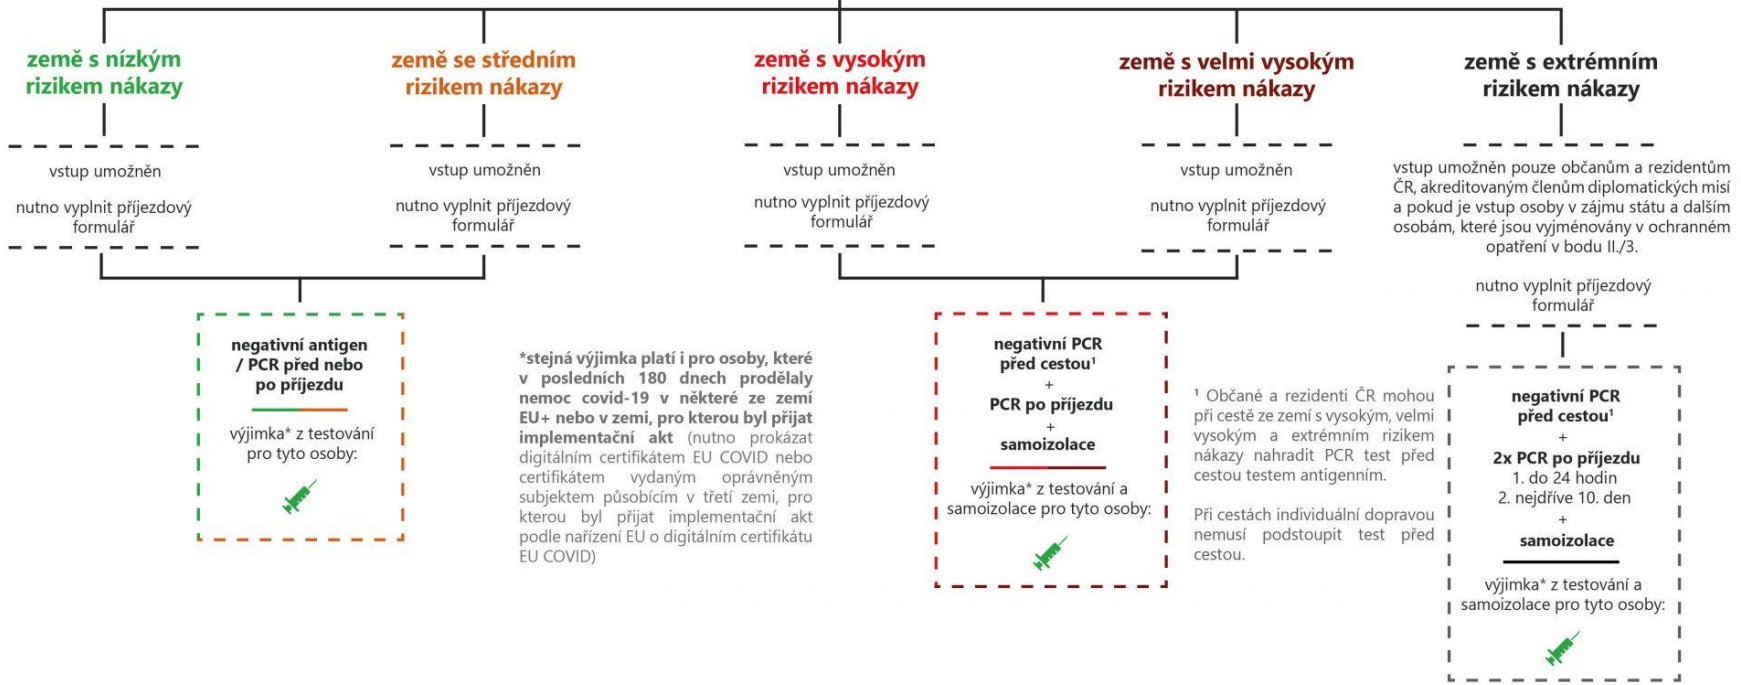 země s nízkým
rizikem nákazy
vstup umožněn
nutno vyplnit příjezdový
formulář
země se středním
rizikem nákazy
vstup umožněn
nutno vyplnit příjezdový
formulář
negativní antigen
/ PCR před nebo
po příjezdu
výjimka* z testování
pro tyto osoby:
*stejná výjimka platí i pro osoby, které
v posledních 180 dnech prodělaly
nemoc covid-19 v některé ze zemí
EU+ nebo v zemi, pro kterou byl přijat
implementační akt (nutno prokázat
digitálním certifikátem EU COVID nebo
certifikátem vydaným oprávněným
subjektem působícím v třetí zemi, pro
kterou byl přijat implementační akt
podle nařízení EU o digitálním certifikátu
EU COVID)
země s vysokým
rizikem nákazy
vstup umožněn
nutno vyplnit příjezdový
formulář
země s velmi vysokým
rizikem nákazy
vstup umožněn
nutno vyplnit příjezdový
formulář
negativní PCR
před cestou¹
+
PCR po příjezdu
+
samoizolace
výjimka* z testování a
samoizolace pro tyto osoby:
¹ Občané a rezidenti ČR mohou
při cestě ze zemí s vysokým, velmi
vysokým a extrémním rizikem
nákazy nahradit PCR test před
cestou testem antigenním.
Při cestách individuální dopravou
nemusí podstoupit test před
cestou.
země s extrémním
rizikem nákazy
vstup umožněn pouze občanům a rezidentům
ČR, akreditovaným členům diplomatických misí
a pokud je vstup osoby v zájmu státu a dalším
osobám, které jsou vyjmenovány v ochranném
opatření v bodu II./3.
nutno vyplnit příjezdový
formulář
negativní PCR
před cestou¹
+
2x PCR po příjezdu
1. do 24 hodin
2. nejdříve 10. den
+
samoizolace
výjimka* z testování a
samoizolace pro tyto osoby: